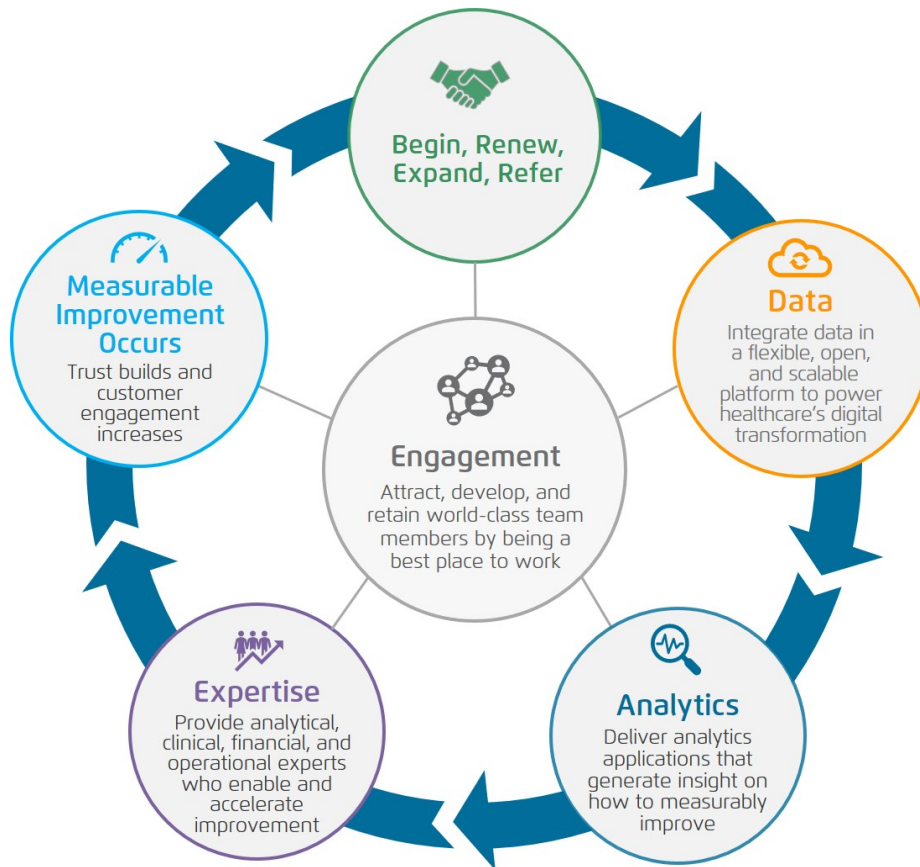 Begin, Renew,
Expand, Refer
Data
Integrate data in
a flexible, open,
and scalable
platform to power
healthcare’s digital
transformation
Analytics
Deliver analytics
applications that
generate insight on
how to measurably
improve
Expertise
Provide analytical,
clinical, financial, and
operational experts
who enable and
accelerate
improvement
Measurable
Improvement
Occurs
Trust builds and
customer
engagement
increases
Engagement
Attract, develop, and
retain world-class team
members by being a
best place to work